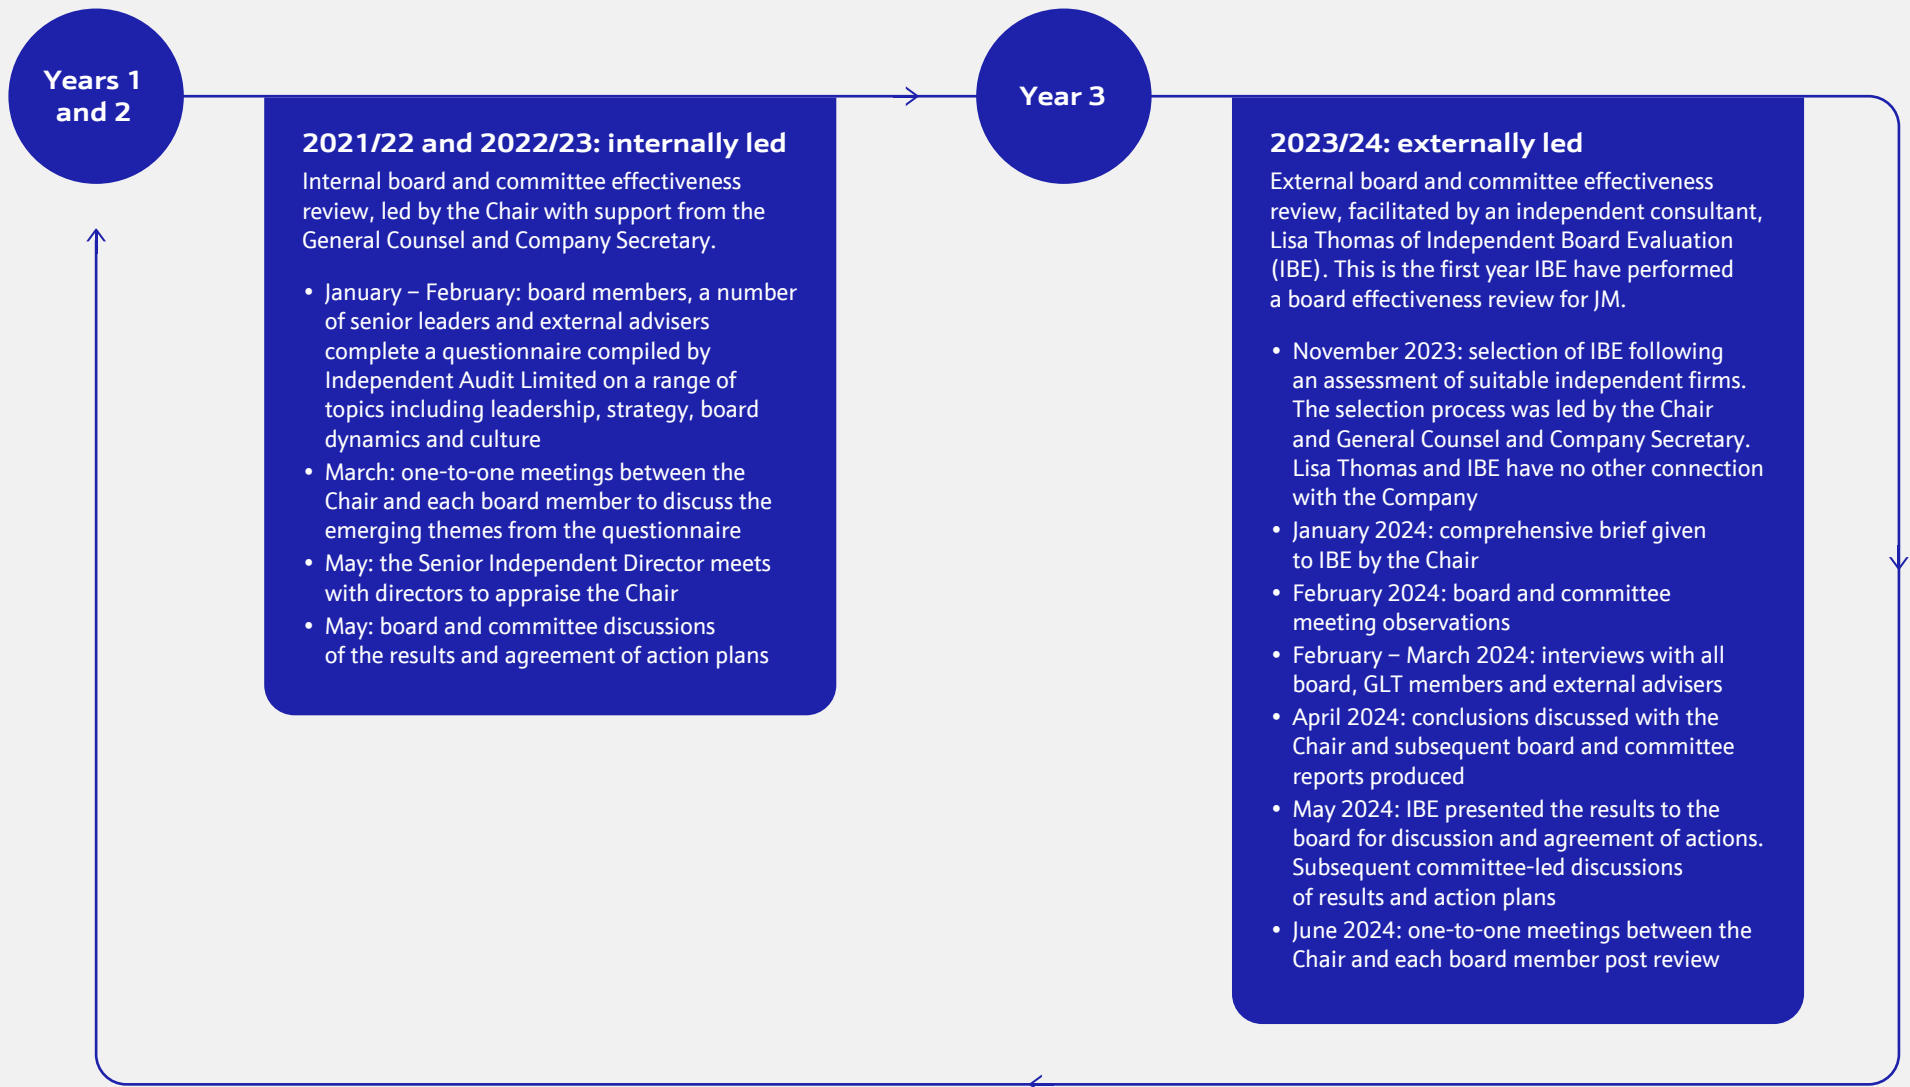 Years 1
and 2
2021/22 and 2022/23: internally led
Internal board and committee effectiveness
review, led by the Chair with support from the
General Counsel and Company Secretary.
• January – February: board members, a number
of senior leaders and external advisers
complete a questionnaire compiled by
Independent Audit Limited on a range of
topics including leadership, strategy, board
dynamics and culture
• March: one-to-one meetings between the
Chair and each board member to discuss the
emerging themes from the questionnaire
• May: the Senior Independent Director meets
with directors to appraise the Chair
• May: board and committee discussions
of the results and agreement of action plans
Year 3
2023/24: externally led
External board and committee effectiveness
review, facilitated by an independent consultant,
Lisa Thomas of Independent Board Evaluation
(IBE). This is the first year IBE have performed
a board effectiveness review for JM.
• November 2023: selection of IBE following
an assessment of suitable independent firms.
The selection process was led by the Chair
and General Counsel and Company Secretary.
Lisa Thomas and IBE have no other connection
with the Company
• January 2024: comprehensive brief given
to IBE by the Chair
• February 2024: board and committee
meeting observations
• February – March 2024: interviews with all
board, GLT members and external advisers
• April 2024: conclusions discussed with the
Chair and subsequent board and committee
reports produced
• May 2024: IBE presented the results to the
board for discussion and agreement of actions.
Subsequent committee-led discussions
of results and action plans
• June 2024: one-to-one meetings between the
Chair and each board member post review